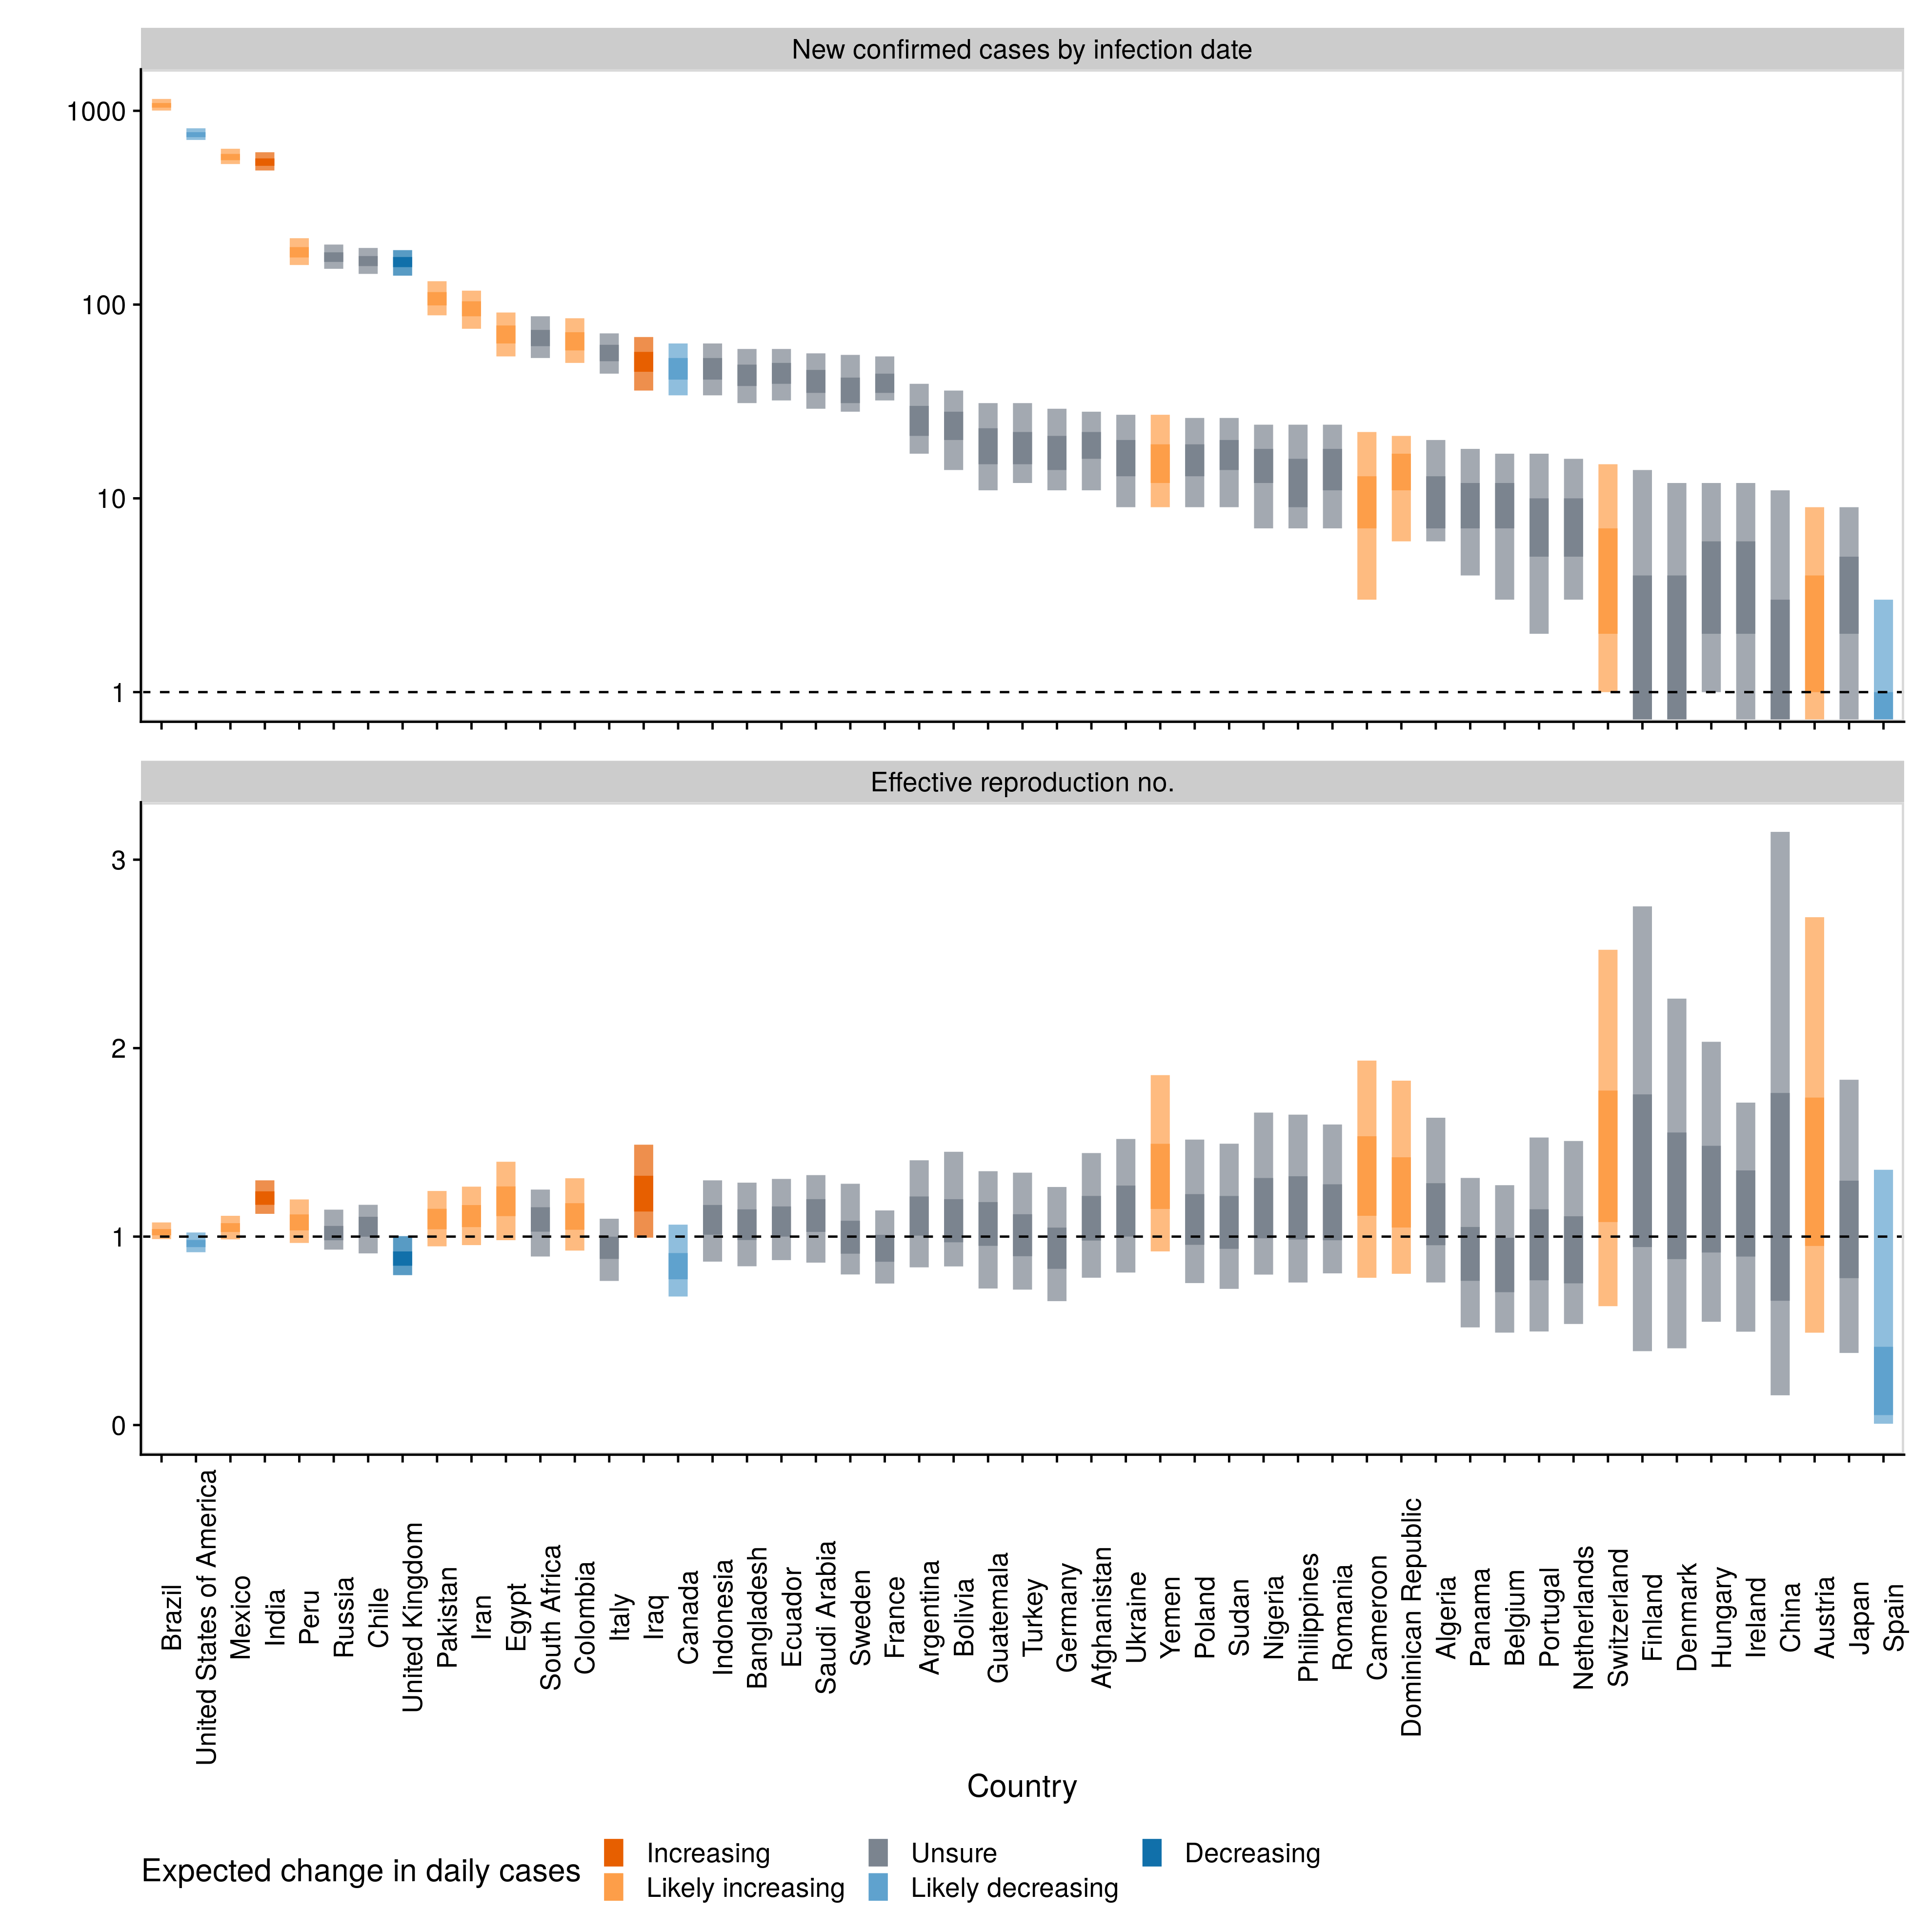 New confirmed cases by infection date
1000
100
10
1
Effective reproduction no.
3
2
1
0
Brazil
United States of America
Mexico
India
Peru
Russia
Chile
United Kingdom
Pakistan
Iran
Egypt
South Africa
Colombia
Italy
Iraq
Canada
Indonesia
Bangladesh
Ecuador
Saudi Arabia
Sweden
France
Argentina
Bolivia
Guatemala
Turkey
Germany
Afghanistan
Ukraine
Yemen
Poland
Sudan
Nigeria
Philippines
Romania
Cameroon
Dominican Republic
Algeria
Panama
Belgium
Portugal
Netherlands
Switzerland
Finland
Denmark
Hungary
Ireland
China
Austria
Japan
Spain
Country
Expected change in daily cases
Increasing
Unsure
Decreasing
Likely increasing
Likely decreasing